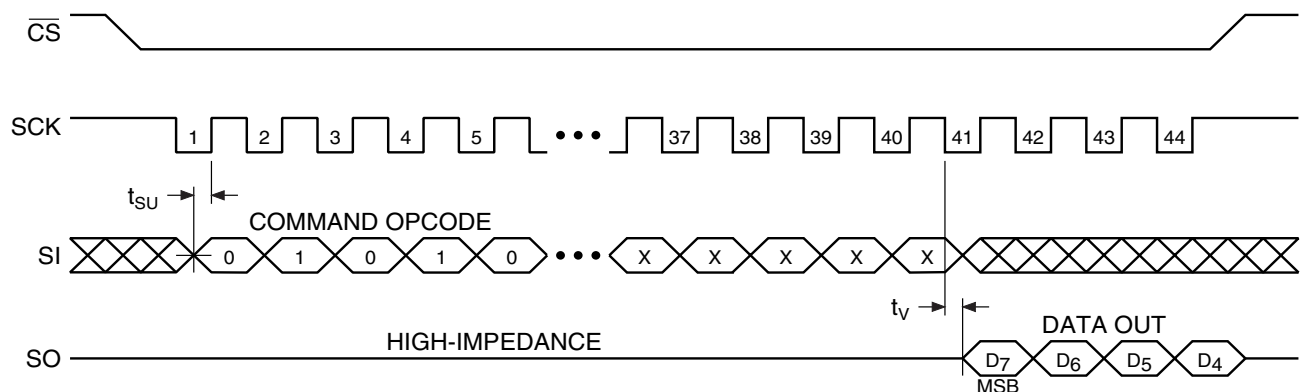 CS
SCK 1 2 3 4 5 ••• 37 38 39 40 41 42 43 44
tSU
COMMAND OPCODE
SI 0 1 0 1 0 ••• X X X X X
tV
HIGH-IMPEDANCE DATA OUT
SO D7 D6 D5 D4
MSB